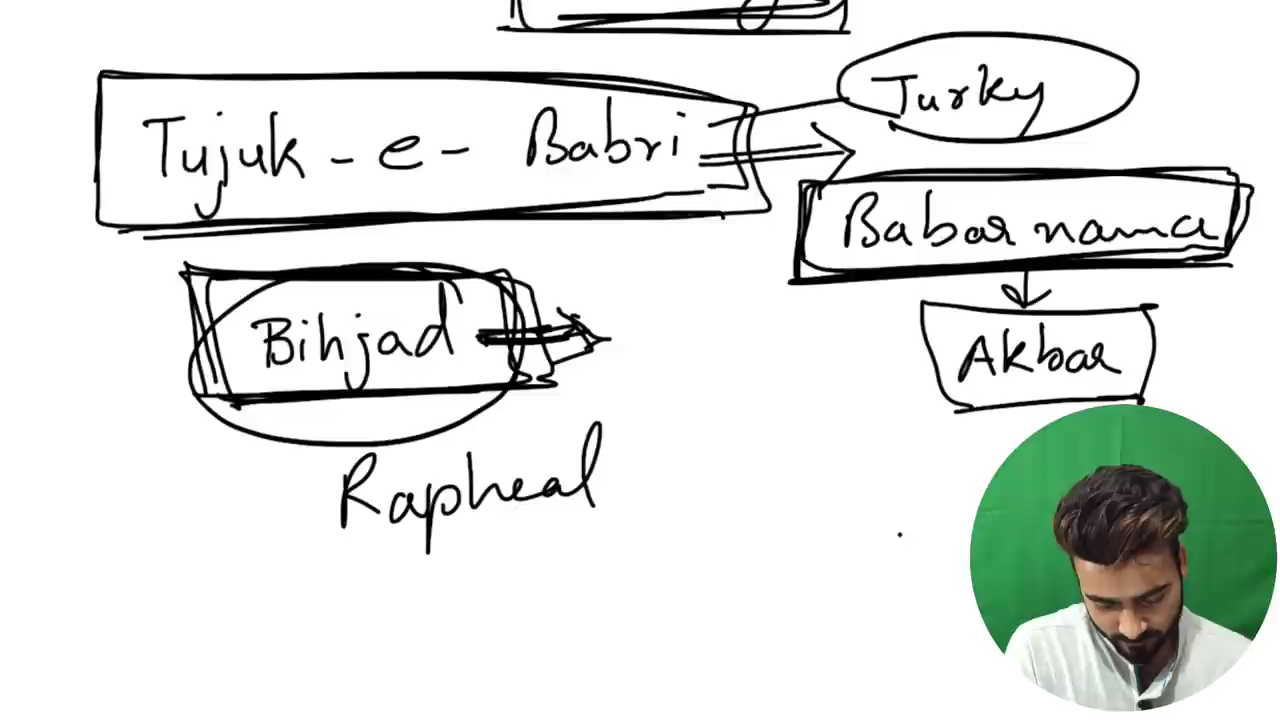 Turky
Tujuk - e - Babri
Babar nama
Bihjad
Akbar
Rapheal